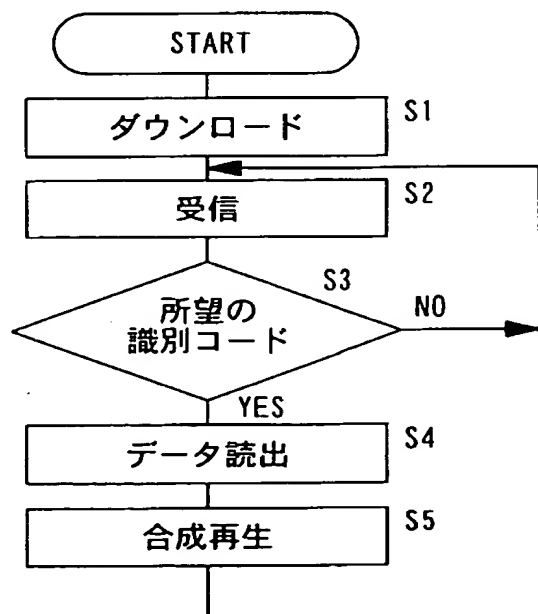 START
ダウンロード
S1
受信
S2
S3
所望の
識別コード
NO
YES
データ読出
S4
合成再生
S5